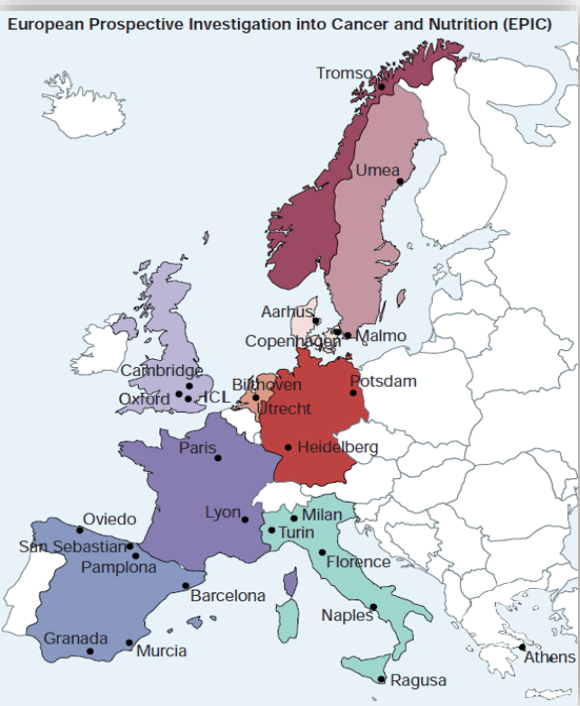 European Prospective Investigation into Cancer and Nutrition (EPIC)
Tromso
Umea
Aarhus
Copenhagen
Malmo
Cambridge
Oxford
ICL
Bilthoven
Utrecht
Potsdam
Paris
Heidelberg
Lyon
Milan
Turin
Oviedo
San Sebastian
Pamplona
Florence
Barcelona
Naples
Granada
Murcia
Athens
Ragusa